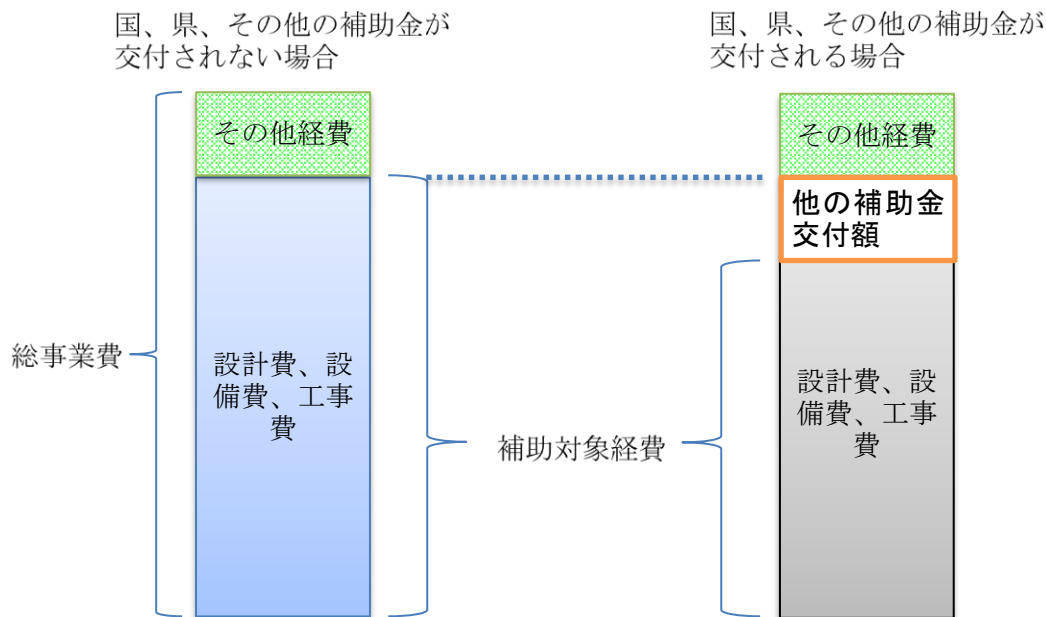 国、県、その他の補助金が
交付されない場合
国、県、その他の補助金が
交付される場合
その他経費
その他経費
他の補助金
交付額
総事業費
設計費、設
備費、工事
費
設計費、設
備費、工事
費
補助対象経費